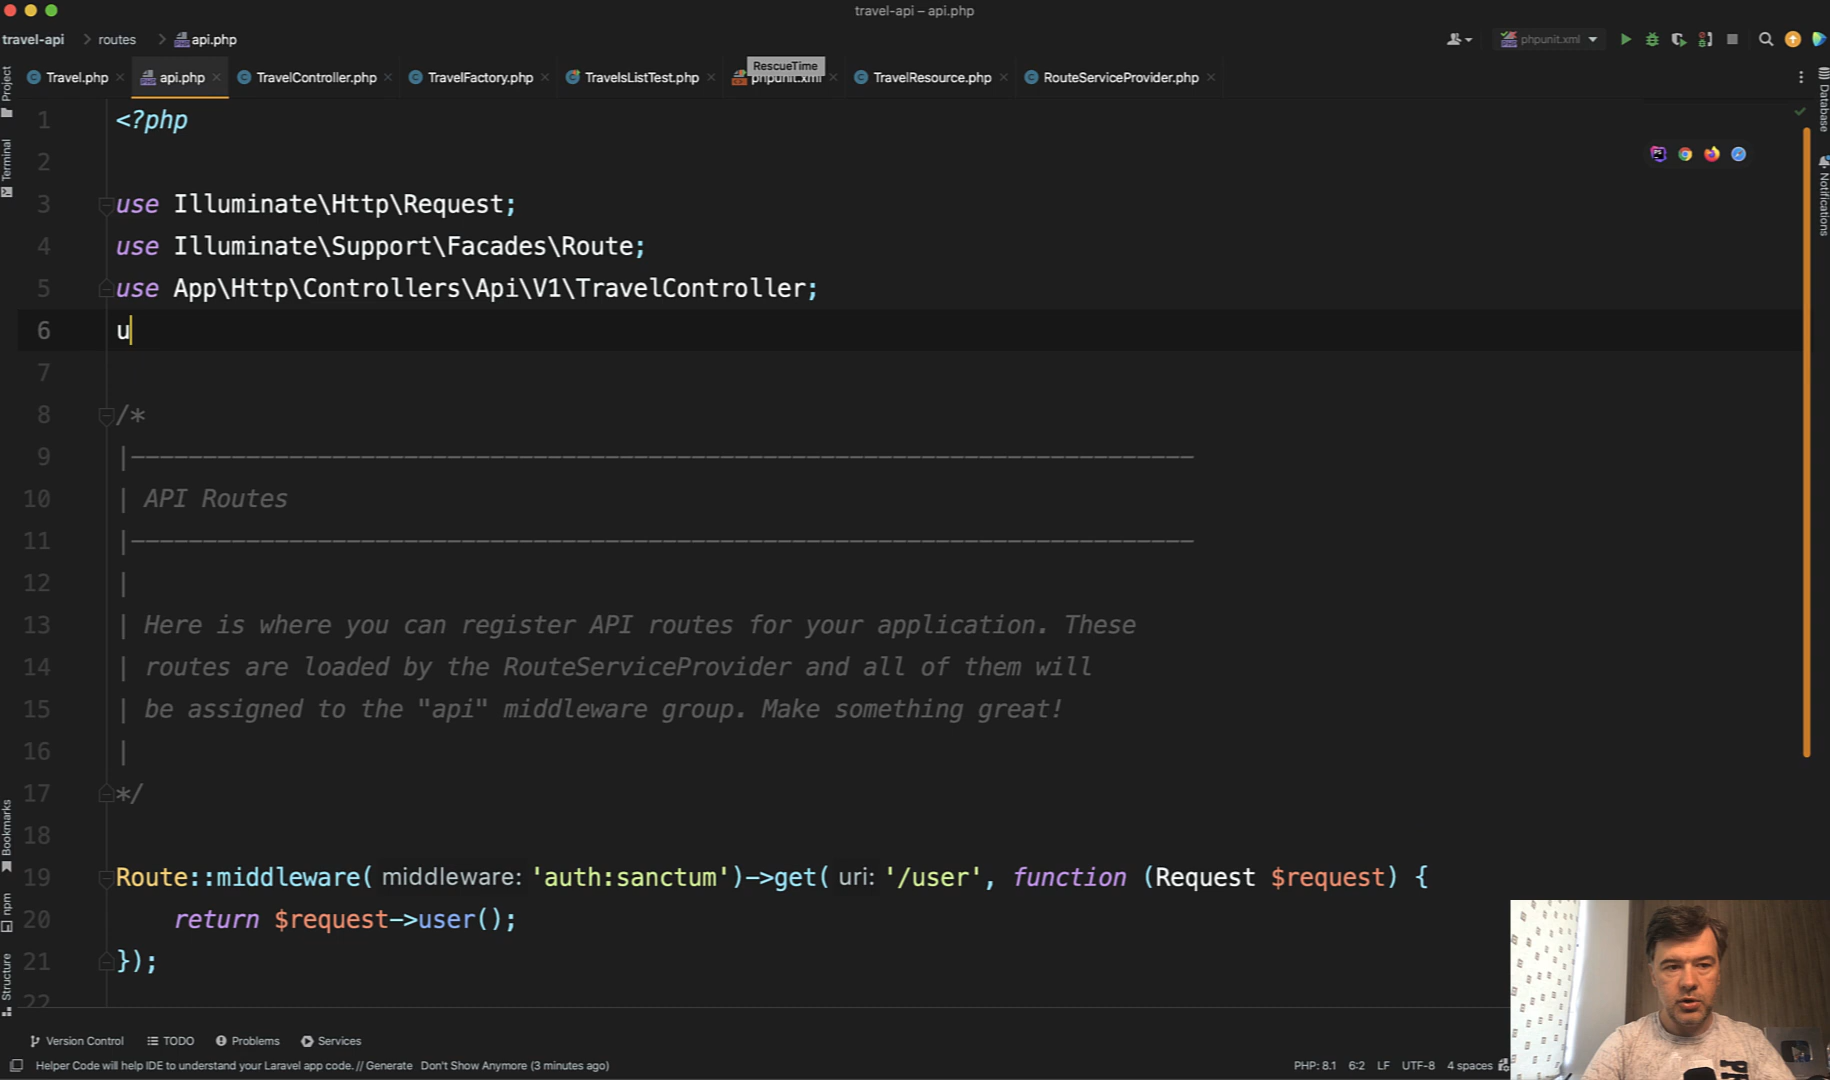 travel-api – api.php
travel-api
routes
api.php
phpunit.xml
Project
Terminal
Bookmarks
npm
Structure
Database
Notifications
Travel.php
api.php
TravelController.php
TravelFactory.php
TravelsListTest.php
phpunit.xml
RescueTime
TravelResource.php
RouteServiceProvider.php
1 <?php
2
3 use Illuminate\Http\Request;
4 use Illuminate\Support\Facades\Route;
5 use App\Http\Controllers\Api\V1\TravelController;
6 u
7
8 /*
9 |--------------------------------------------------------------------------
10 | API Routes
11 |--------------------------------------------------------------------------
12 |
13 | Here is where you can register API routes for your application. These
14 | routes are loaded by the RouteServiceProvider and all of them will
15 | be assigned to the "api" middleware group. Make something great!
16 |
17 */
18
19 Route::middleware( middleware: 'auth:sanctum')->get( uri: '/user', function (Request $request) {
20 return $request->user();
21 });
22
Version Control
TODO
Problems
Services
Helper Code will help IDE to understand your Laravel app code. // Generate Don't Show Anymore (3 minutes ago)
PHP: 8.1 6:2 LF UTF-8 4 spaces